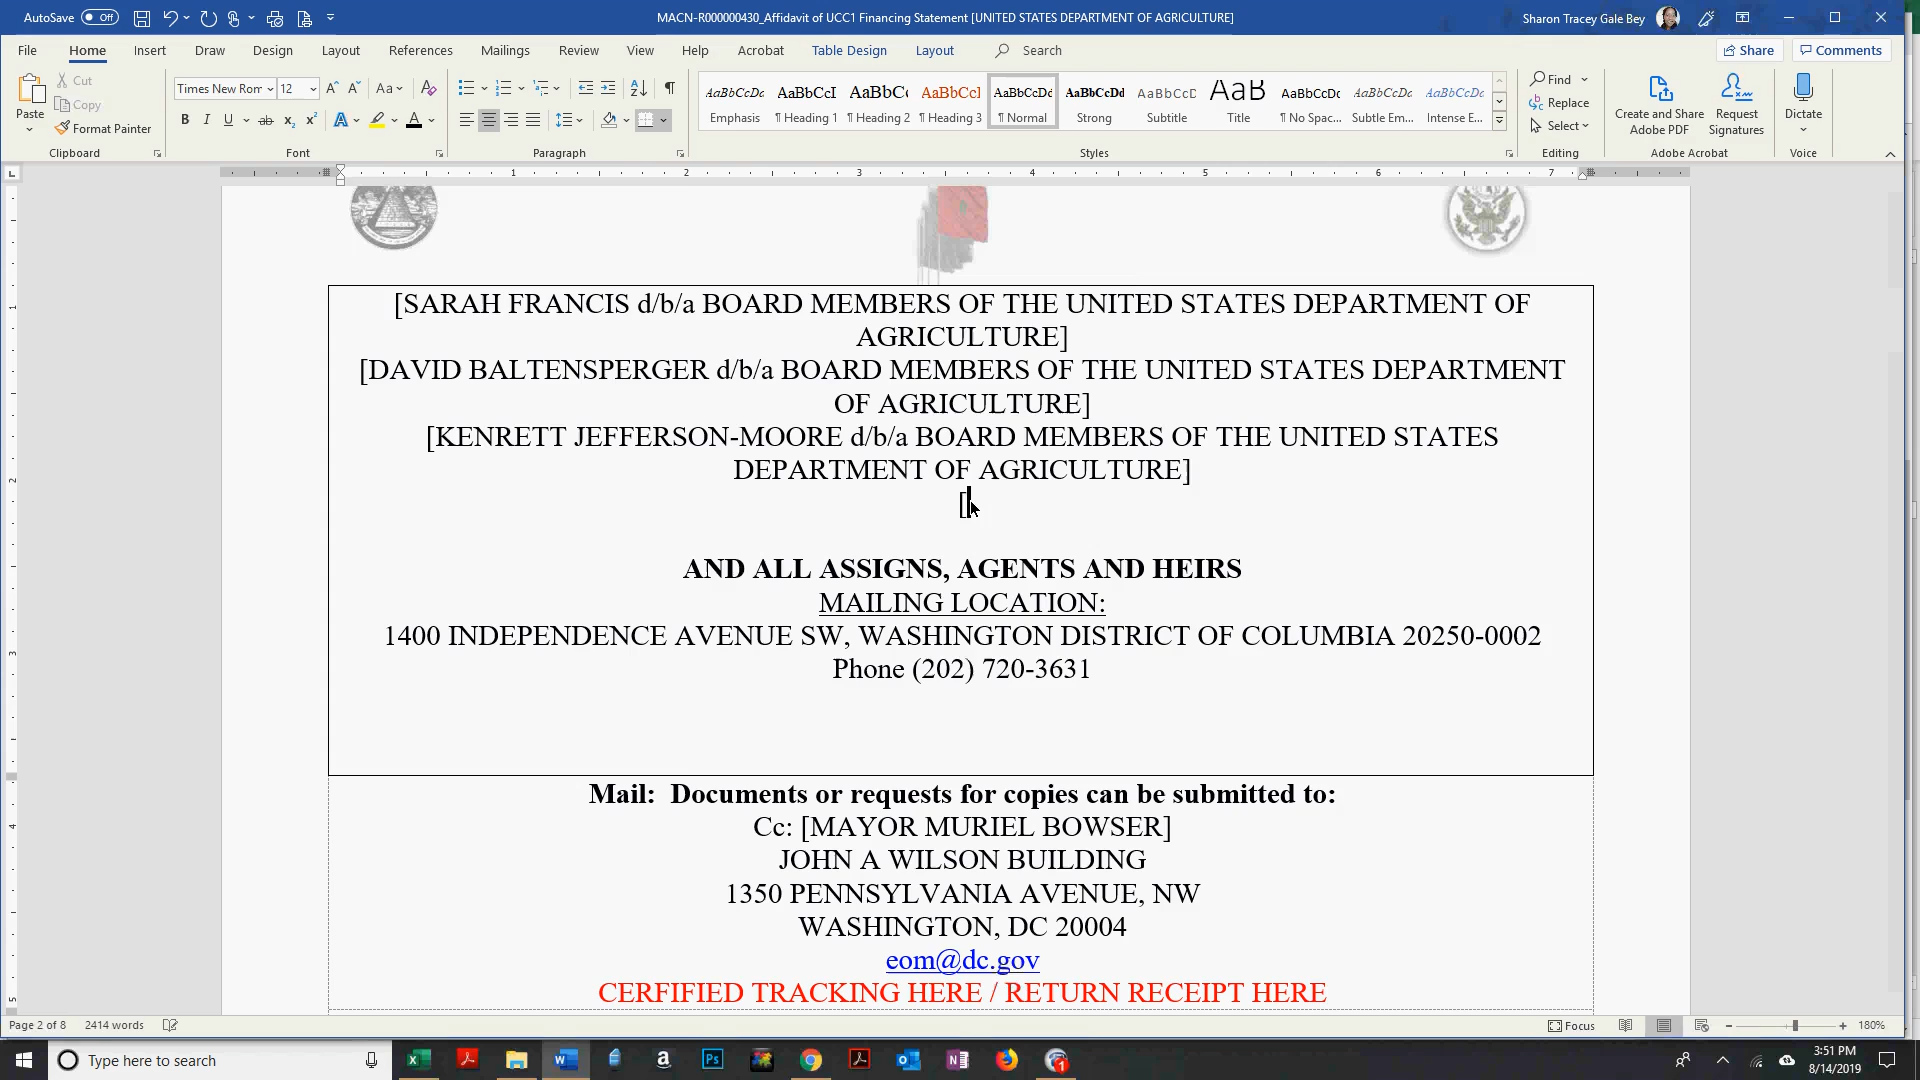 AutoSave Off MACN-R000000430_Affidavit of UCC1 Financing Statement [UNITED STATES DEPARTMENT OF AGRICULTURE] Sharon Tracey Gale Bey
File Home Insert Draw Design Layout References Mailings Review View Help Acrobat Table Design Layout Search Share Comments
Paste Cut Copy Format Painter
Times New Rom 12
AaBbCcDc AaBbCcI AaBbCc AaBbCcI AaBbCcDd AaBbCcDd AaBbCcD AaB AaBbCcDc AaBbCcDc AaBbCcDc
Emphasis ¶ Heading 1 ¶ Heading 2 ¶ Heading 3 ¶ Normal Strong Subtitle Title ¶ No Spac... Subtle Em... Intense E...
Find Replace Select
Create and Share Adobe PDF Request Signatures Dictate
Clipboard Font Paragraph Styles Editing Adobe Acrobat Voice
1 2 3 4 5 6 7
[SARAH FRANCIS d/b/a BOARD MEMBERS OF THE UNITED STATES DEPARTMENT OF
AGRICULTURE]
[DAVID BALTENSPERGER d/b/a BOARD MEMBERS OF THE UNITED STATES DEPARTMENT
OF AGRICULTURE]
[KENRETT JEFFERSON-MOORE d/b/a BOARD MEMBERS OF THE UNITED STATES
DEPARTMENT OF AGRICULTURE]
[
AND ALL ASSIGNS, AGENTS AND HEIRS
MAILING LOCATION:
1400 INDEPENDENCE AVENUE SW, WASHINGTON DISTRICT OF COLUMBIA 20250-0002
Phone (202) 720-3631
Mail: Documents or requests for copies can be submitted to:
Cc: [MAYOR MURIEL BOWSER]
JOHN A WILSON BUILDING
1350 PENNSYLVANIA AVENUE, NW
WASHINGTON, DC 20004
eom@dc.gov
CERFIFIED TRACKING HERE / RETURN RECEIPT HERE
Page 2 of 8 2414 words Focus 180%
Type here to search 3:51 PM
8/14/2019